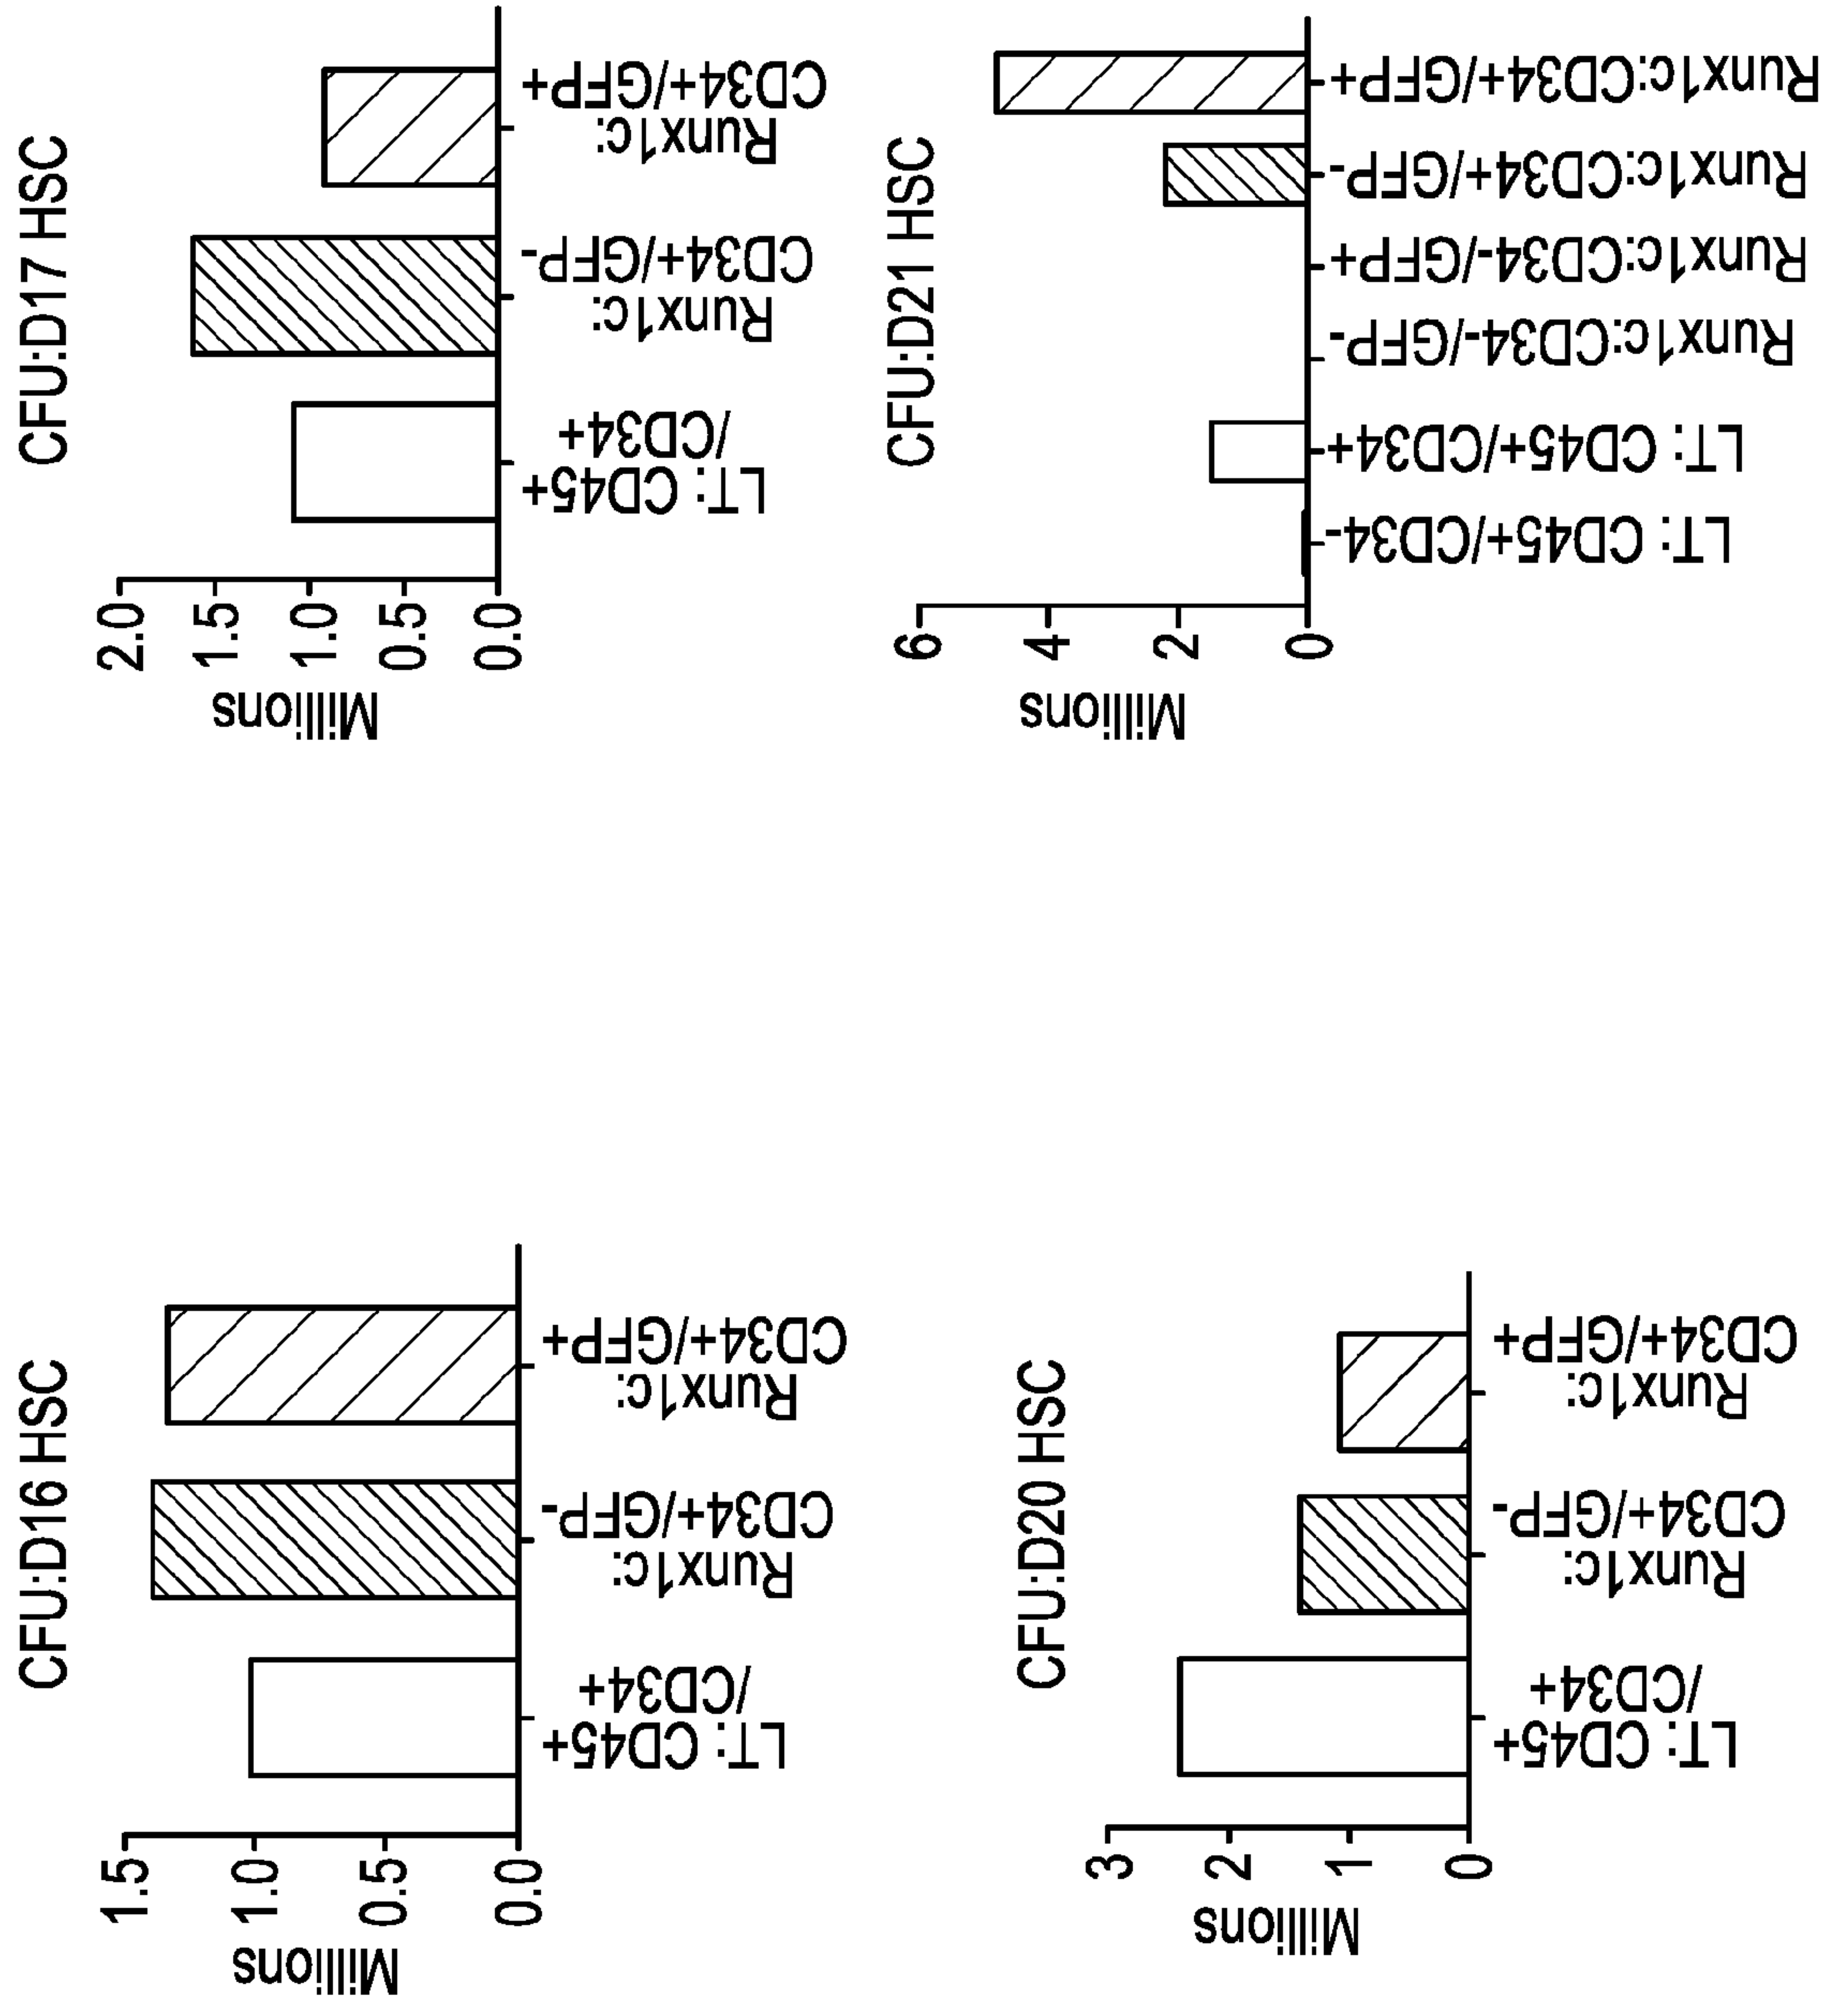 CFU:D16 HSC
Millions
1.5
1.0
0.5
0.0
LT: CD45+
/CD34+
Runx1c:
CD34+/GFP-
Runx1c:
CD34+/GFP+
CFU:D17 HSC
Millions
2.0
1.5
1.0
0.5
0.0
LT: CD45+
/CD34+
Runx1c:
CD34+/GFP-
Runx1c:
CD34+/GFP+
CFU:D20 HSC
Millions
3
2
1
0
LT: CD45+
/CD34+
Runx1c:
CD34+/GFP-
Runx1c:
CD34+/GFP+
CFU:D21 HSC
Millions
6
4
2
0
LT: CD45+/CD34-
LT: CD45+/CD34+
Runx1c:CD34-/GFP-
Runx1c:CD34-/GFP+
Runx1c:CD34+/GFP-
Runx1c:CD34+/GFP+